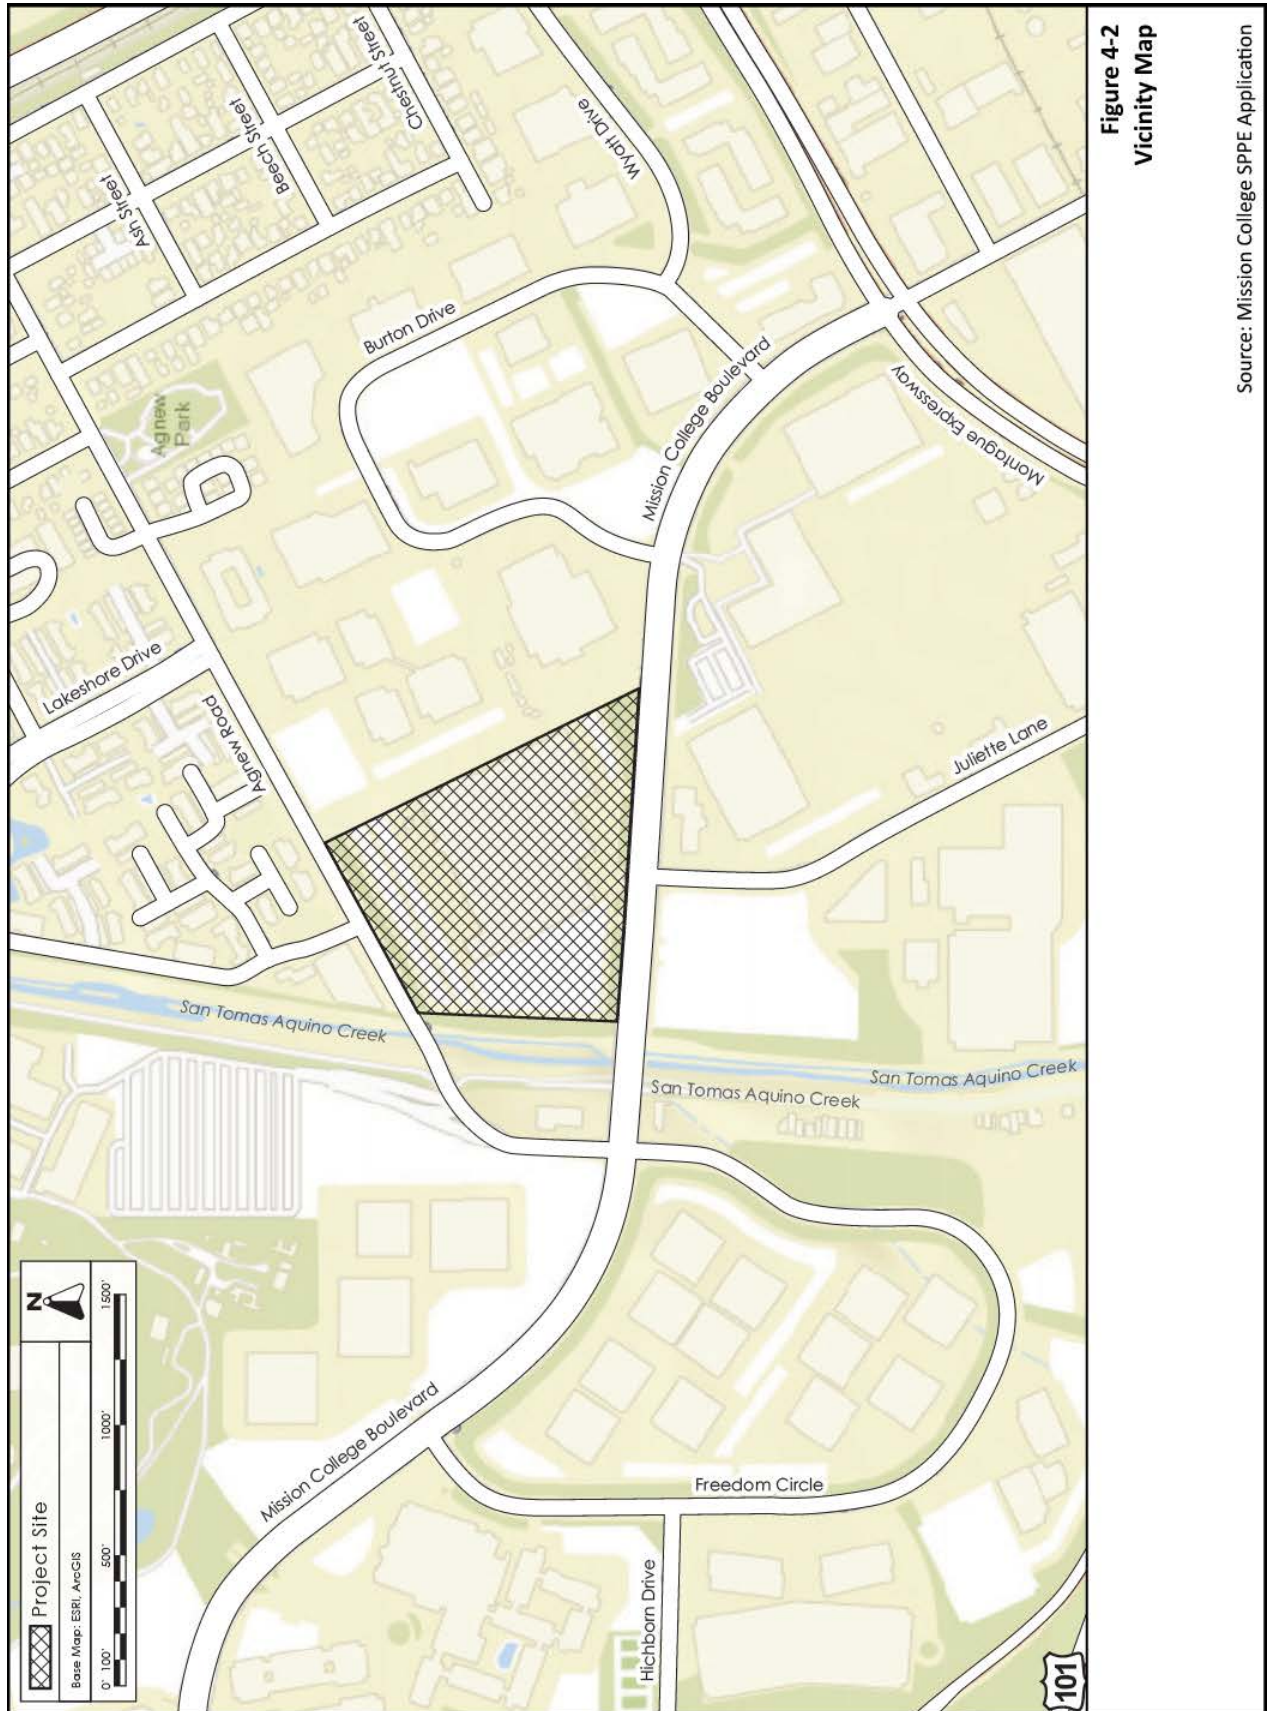 Project Site
N
Base Map: ESRI, ArcGIS
0' 100' 500' 1000' 1500'
Chestnut Street
Beech Street
Ash Street
Wyatt Drive
Burton Drive
Agnew
Park
Mission College Boulevard
Montague Expressway
Lakeshore Drive
Agnew Road
Juliette Lane
San Tomas Aquino Creek
San Tomas Aquino Creek
San Tomas Aquino Creek
Mission College Boulevard
Freedom Circle
Hichborn Drive
101
Figure 4-2
Vicinity Map
Source: Mission College SPPE Application